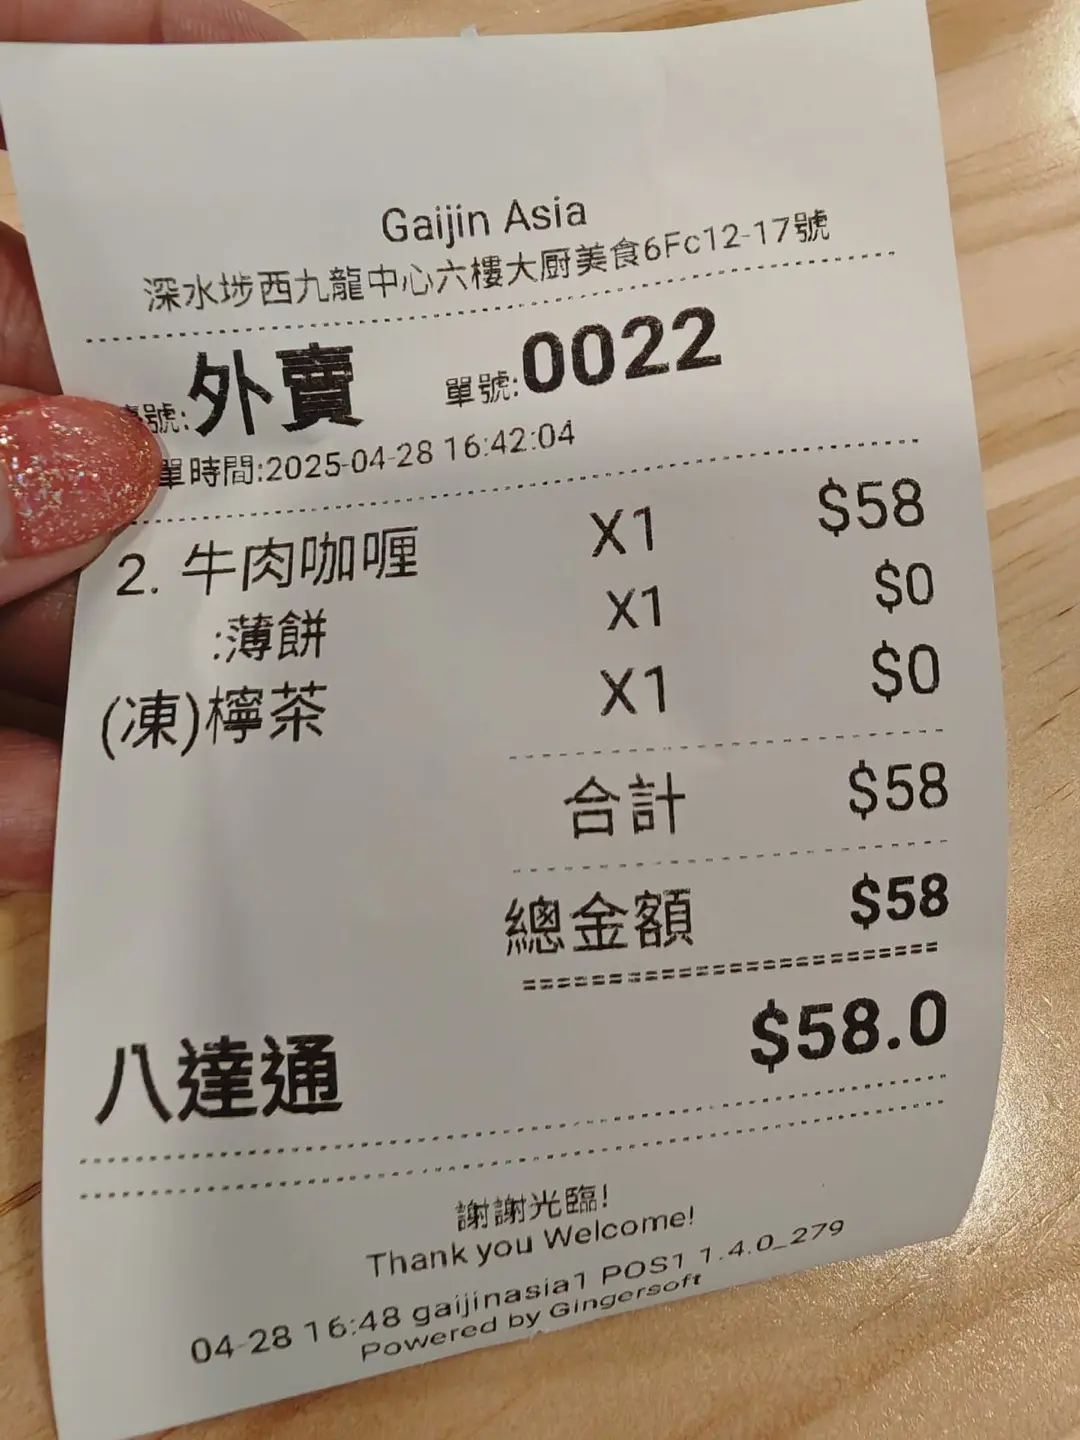 Gaijin Asia
深水埗西九龍中心六樓大厨美食6Fc12-17號
號:外賣 單號:0022
單時間:2025-04-28 16:42:04
2. 牛肉咖喱 X1 $58
:薄餅 X1 $0
(凍)檸茶 X1 $0
合計 $58
總金額 $58
八達通 $58.0
謝謝光臨!
Thank you Welcome!
04-28 16:48 gaijinasia1 POS1 1.4.0_279
Powered by Gingersoft